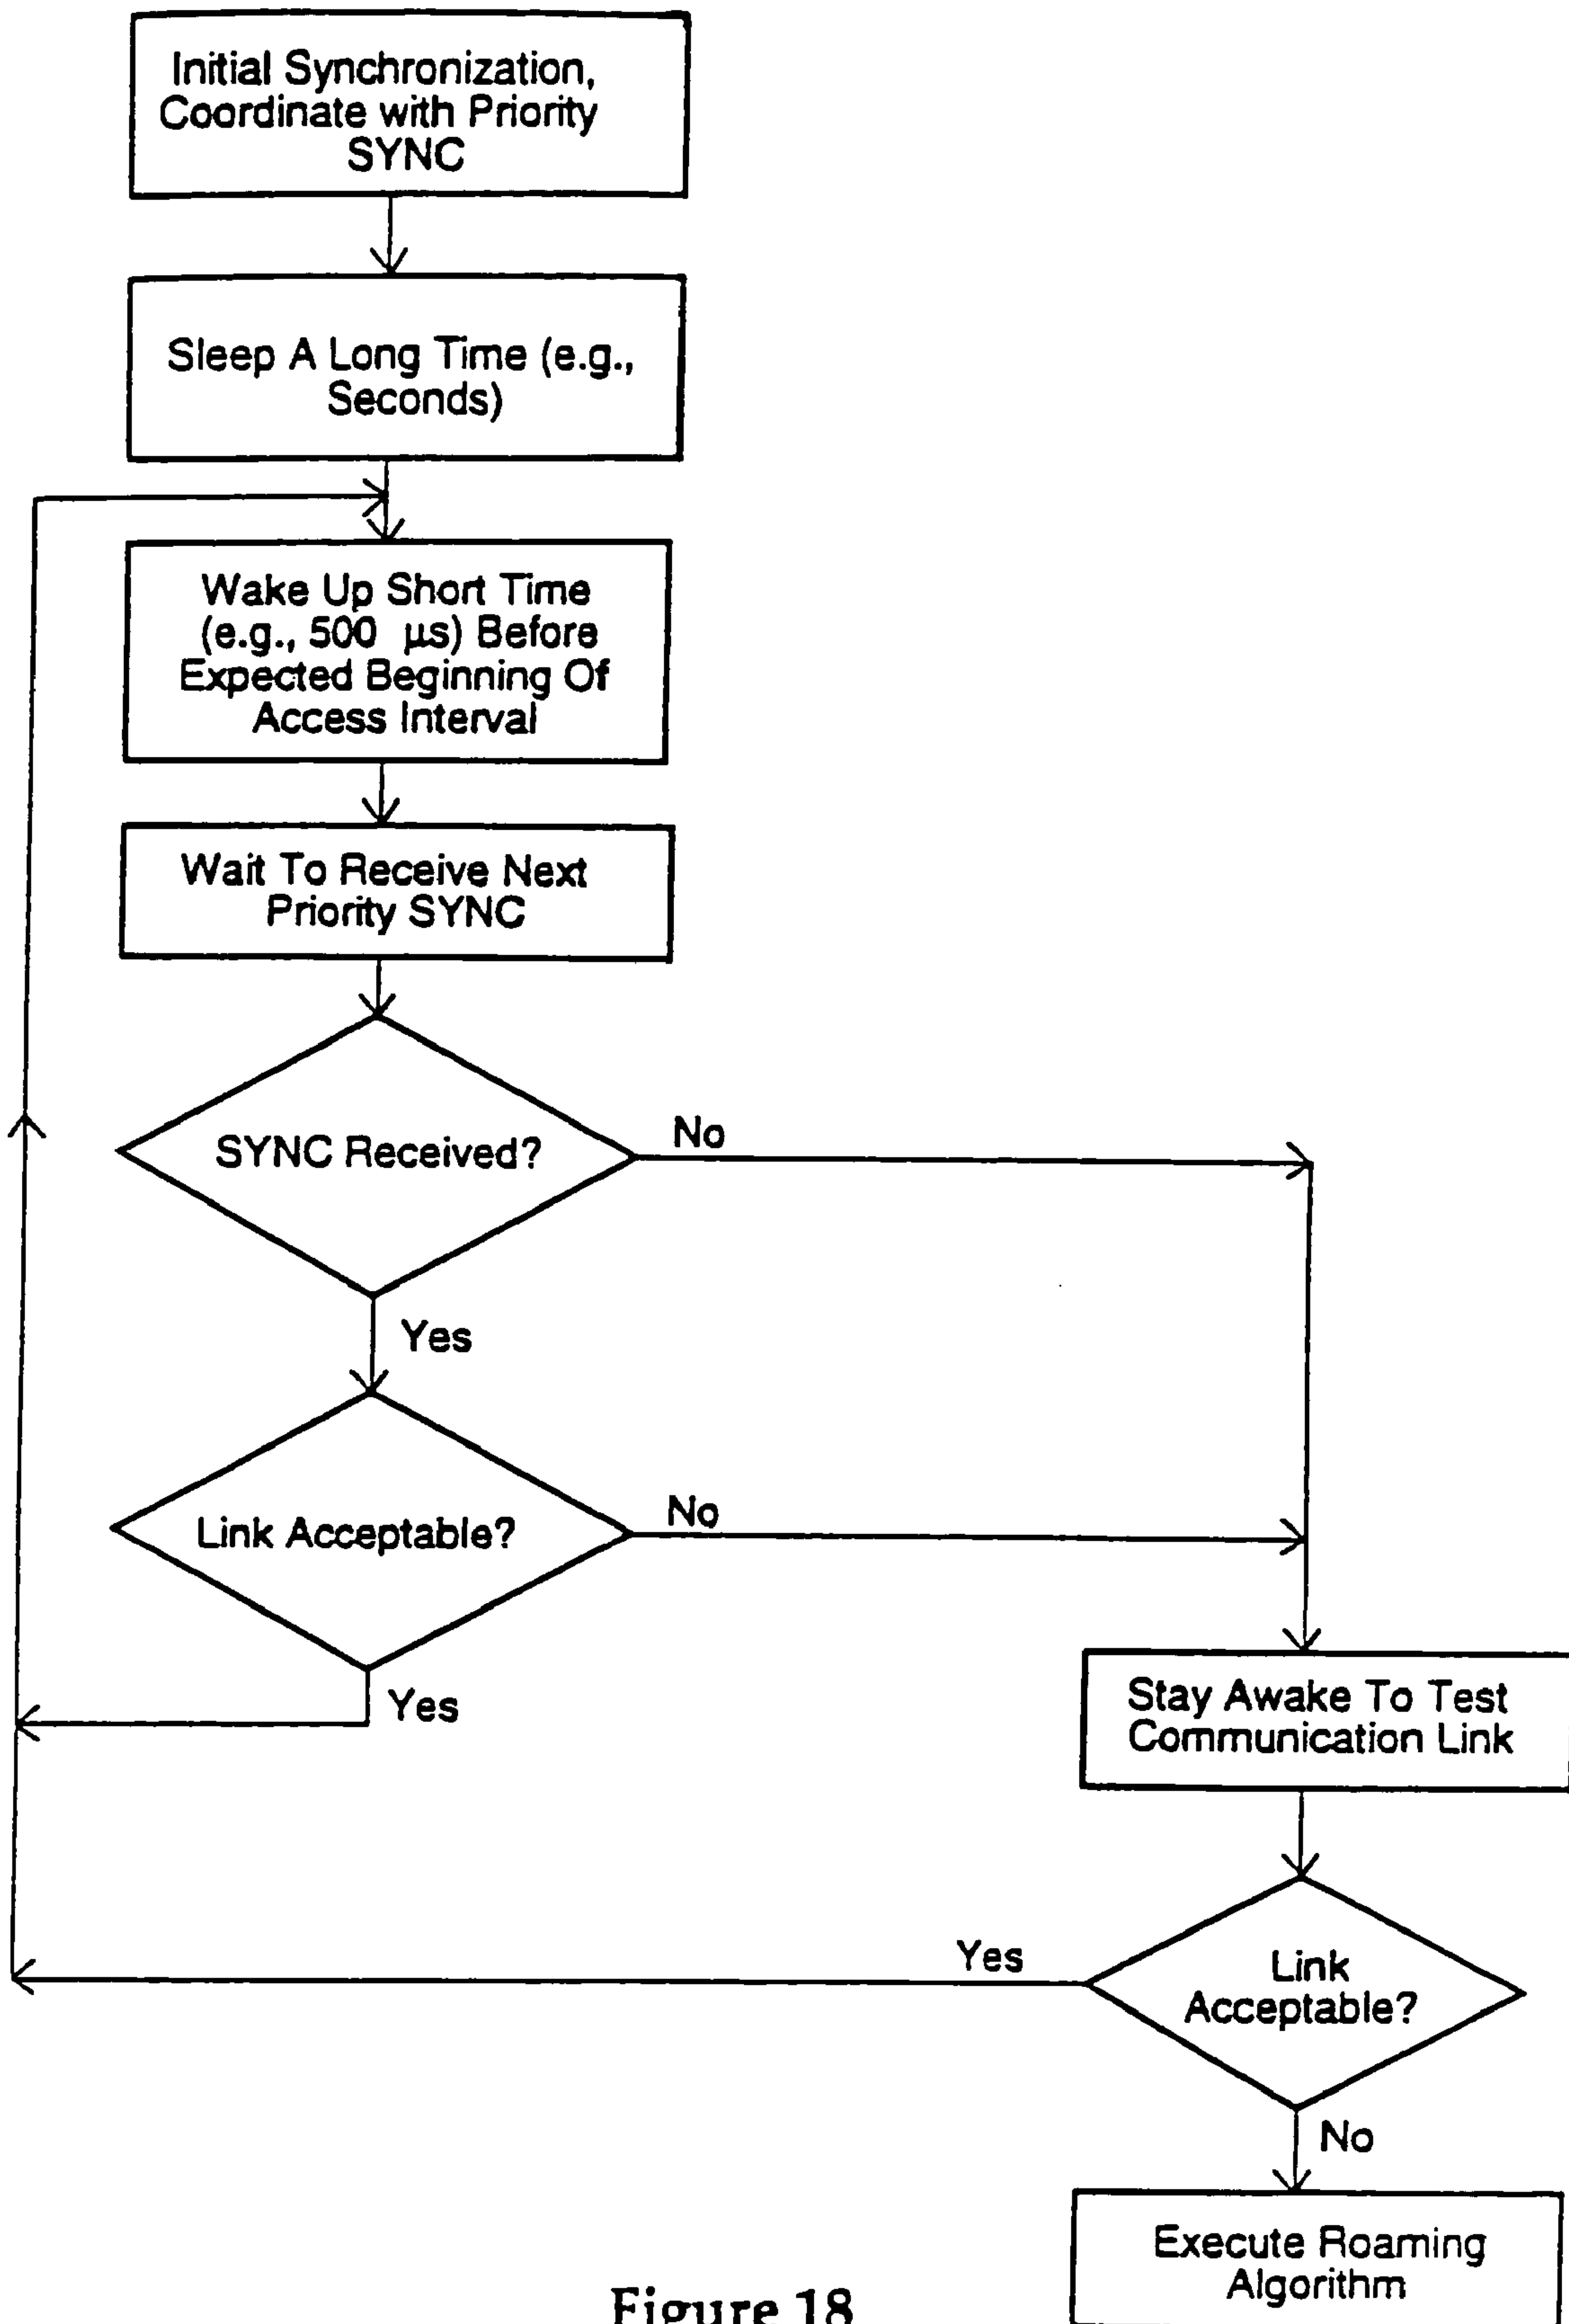 Initial Synchronization,
Coordinate with Priority
SYNC
Sleep A Long Time (e.g.,
Seconds)
Wake Up Short Time
(e.g., 500 µs) Before
Expected Beginning Of
Access Interval
Wait To Receive Next
Priority SYNC
SYNC Received?
No
Yes
Link Acceptable?
No
Yes
Stay Awake To Test
Communication Link
Link
Acceptable?
Yes
No
Execute Roaming
Algorithm
Figure 18